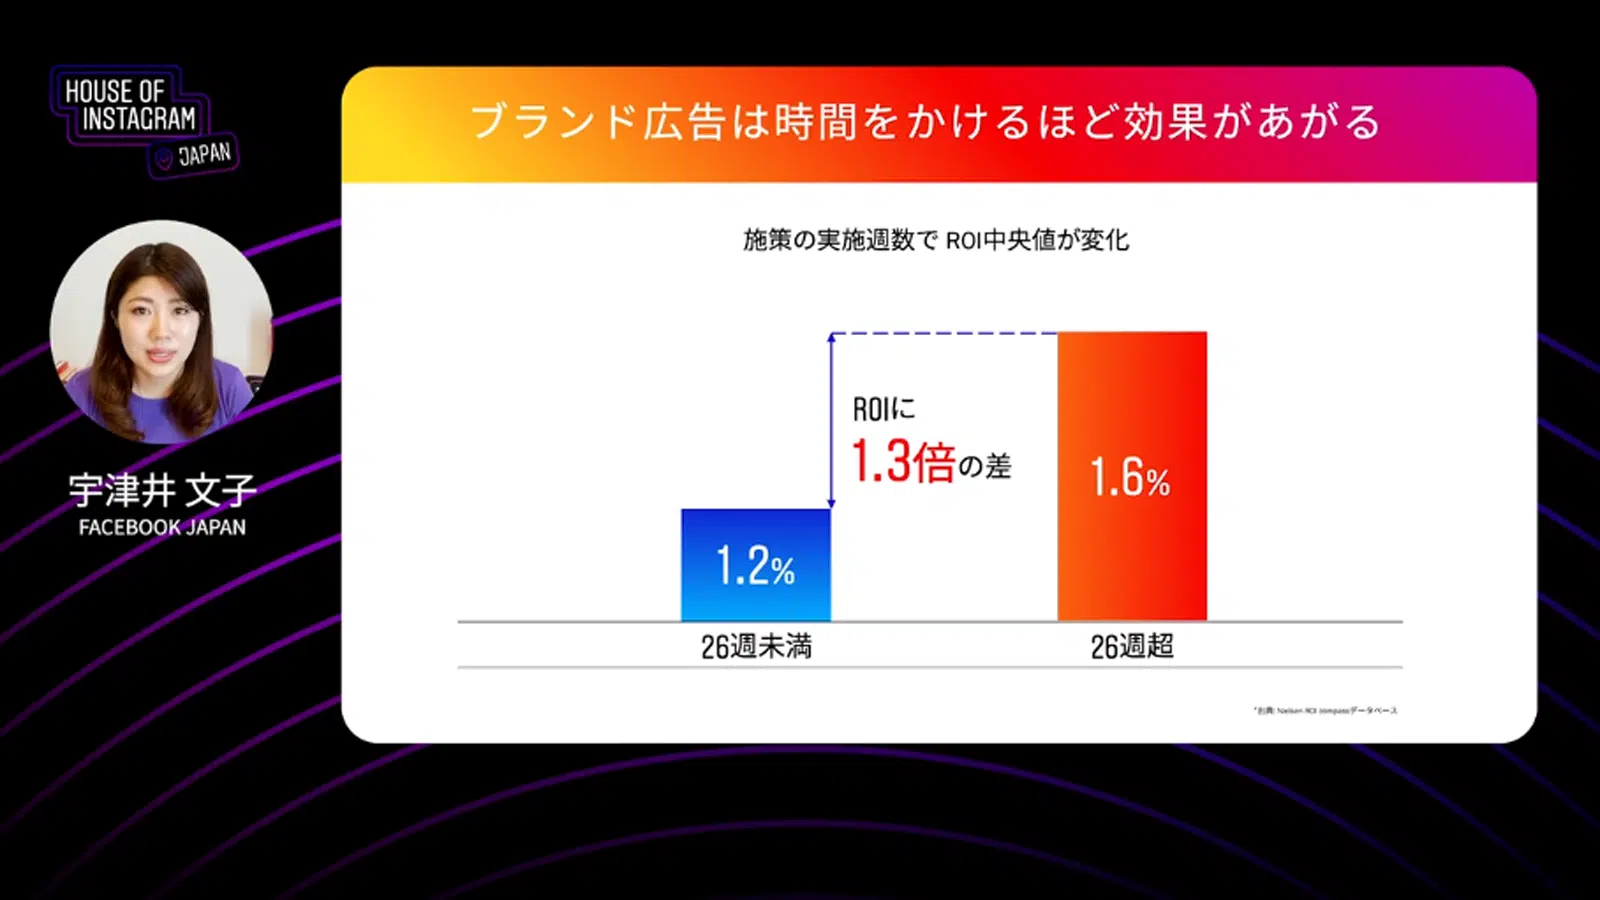 HOUSE OF
INSTAGRAM
JAPAN
宇津井 文子
FACEBOOK JAPAN
ブランド広告は時間をかけるほど効果があがる
施策の実施週数で ROI中央値が変化
ROIに
1.3倍の差
1.2%
1.6%
26週未満
26週超
*出典: Nielsen ROI compassデータベース